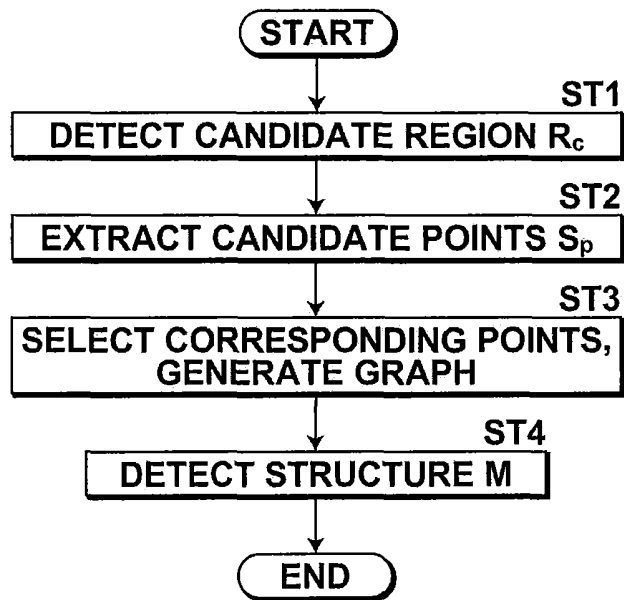 START
ST1
DETECT CANDIDATE REGION Rc
ST2
EXTRACT CANDIDATE POINTS Sp
ST3
SELECT CORRESPONDING POINTS,
GENERATE GRAPH
ST4
DETECT STRUCTURE M
END